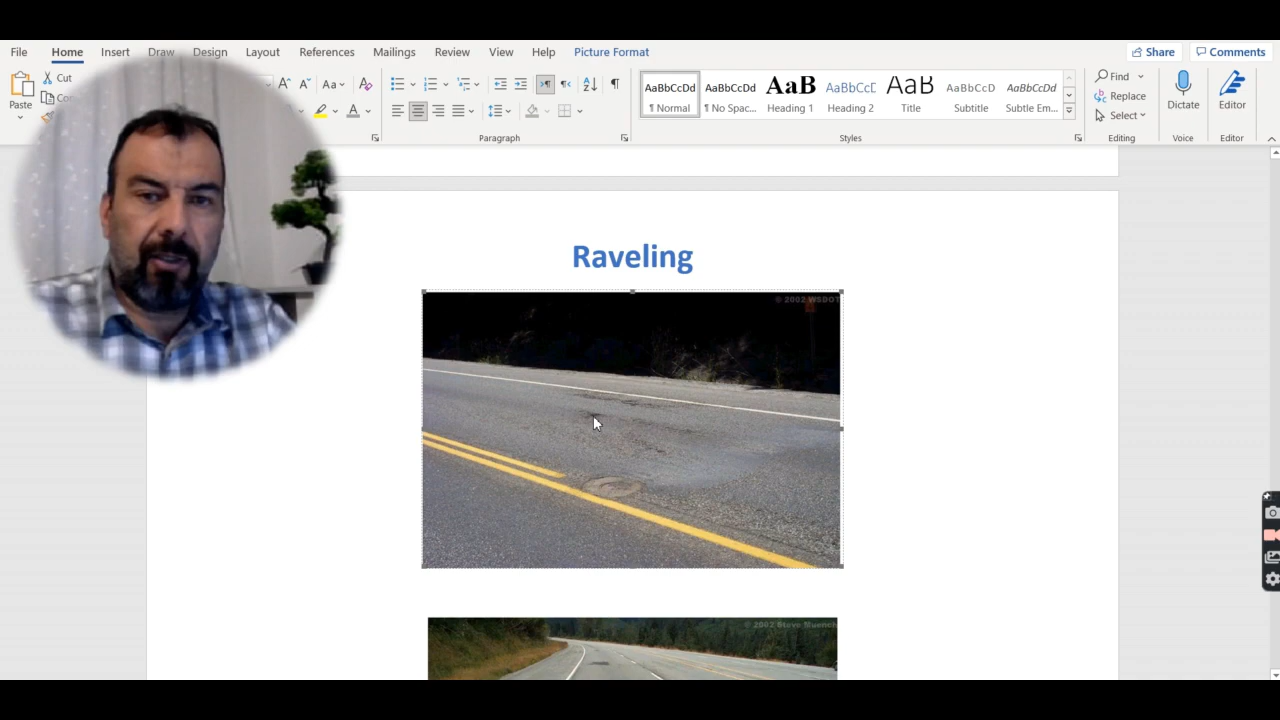 File Home Insert Draw Design Layout References Mailings Review View Help Picture Format Share Comments
Cut
Aa
Paste
AaBbCcDd AaBbCcDd AaB AaBbCcD AaB AaBbCcD AaBbCcDd
¶ Normal ¶ No Spac... Heading 1 Heading 2 Title Subtitle Subtle Em...
Find
Replace
Select
Dictate
Editor
Paragraph Styles Editing Voice Editor
Raveling
© 2002 WSDOT
© 2002 Steve Muench